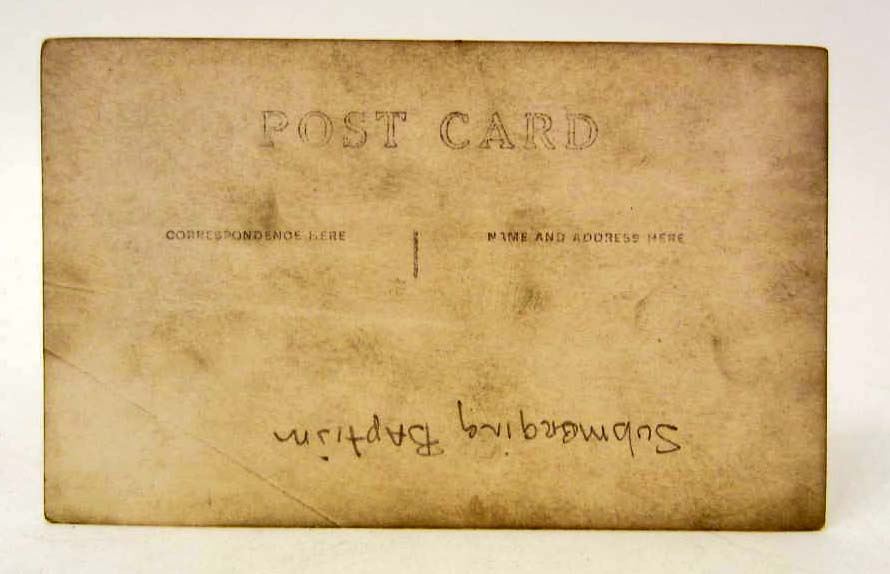 POST CARD
CORRESPONDENCE HERE
NAME AND ADDRESS HERE
Submerging Baptism